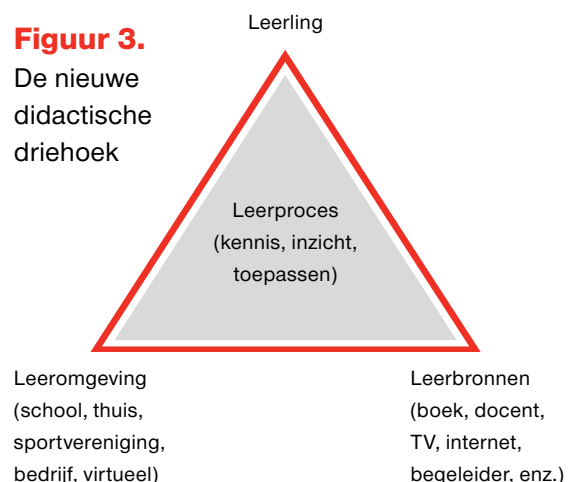 Figuur 3.
De nieuwe
didactische
driehoek
Leerling
Leerproces
(kennis, inzicht,
toepassen)
Leeromgeving
(school, thuis,
sportvereniging,
bedrijf, virtueel)
Leerbronnen
(boek, docent,
TV, internet,
begeleider, enz.)